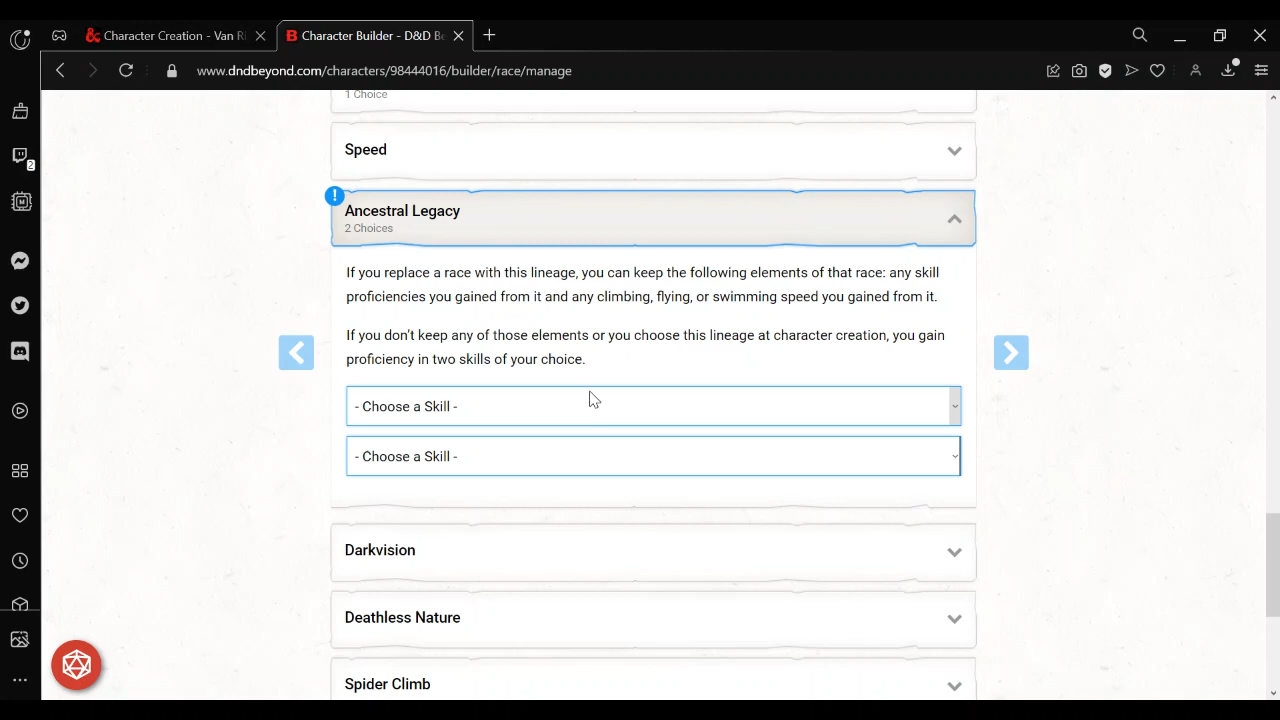 Character Creation - Van Ri
Character Builder - D&D Be
www.dndbeyond.com/characters/98444016/builder/race/manage
2
1 Choice
Speed
!
Ancestral Legacy
2 Choices
If you replace a race with this lineage, you can keep the following elements of that race: any skill
proficiencies you gained from it and any climbing, flying, or swimming speed you gained from it.
If you don't keep any of those elements or you choose this lineage at character creation, you gain
proficiency in two skills of your choice.
- Choose a Skill -
- Choose a Skill -
Darkvision
Deathless Nature
Spider Climb